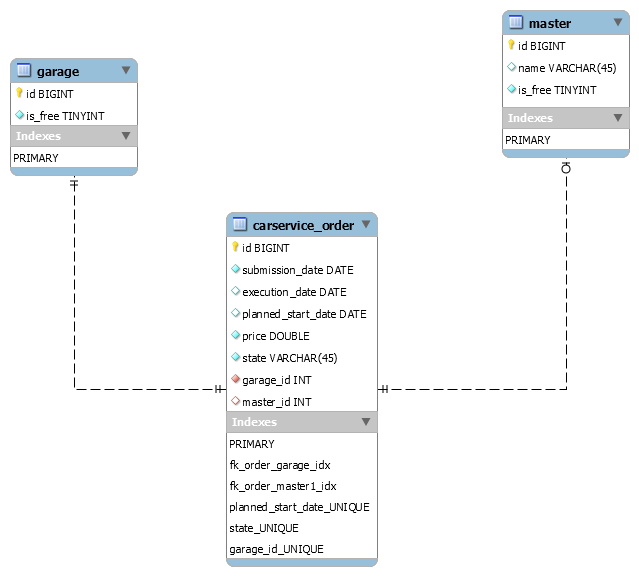 garage
id BIGINT
is_free TINYINT
Indexes
PRIMARY
master
id BIGINT
name VARCHAR(45)
is_free TINYINT
Indexes
PRIMARY
carservice_order
id BIGINT
submission_date DATE
execution_date DATE
planned_start_date DATE
price DOUBLE
state VARCHAR(45)
garage_id INT
master_id INT
Indexes
PRIMARY
fk_order_garage_idx
fk_order_master1_idx
planned_start_date_UNIQUE
state_UNIQUE
garage_id_UNIQUE